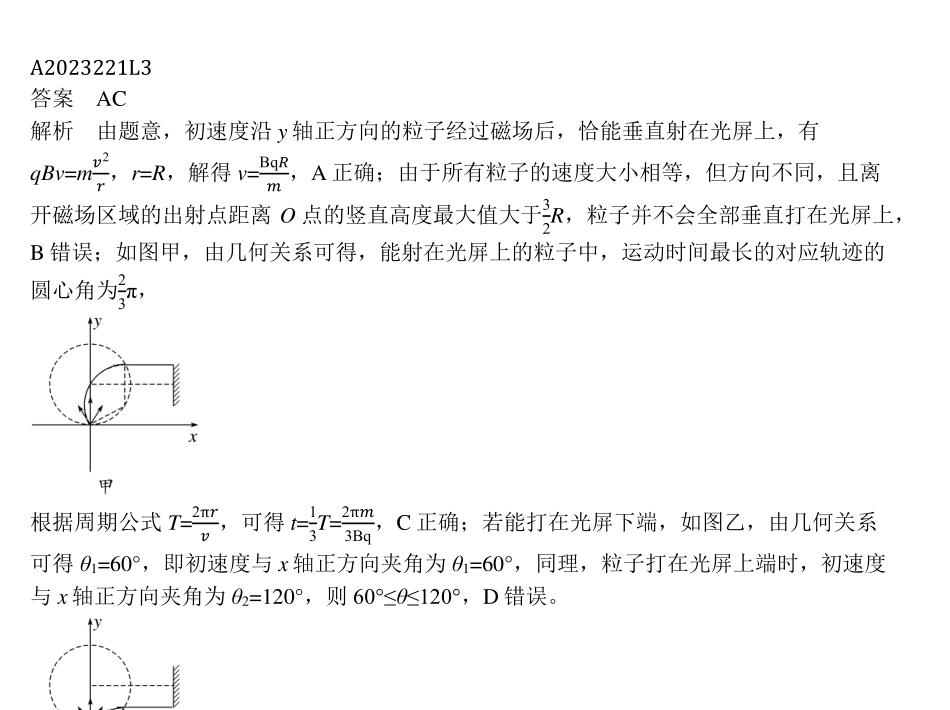 A2023221L3
答案 AC
解析 由题意，初速度沿 y 轴正方向的粒子经过磁场后，恰能垂直射在光屏上，有
qBv=m\frac{v^2}{r}，r=R，解得 v=\frac{BqR}{m}，A 正确；由于所有粒子的速度大小相等，但方向不同，且离
开磁场区域的出射点距离 O 点的竖直高度最大值大于\frac{3}{2}R，粒子并不会全部垂直打在光屏上，
B 错误；如图甲，由几何关系可得，能射在光屏上的粒子中，运动时间最长的对应轨迹的
圆心角为\frac{2}{3}π，
y
x
甲
根据周期公式 T=\frac{2πr}{v}，可得 t=\frac{1}{3}T=\frac{2πm}{3Bq}，C 正确；若能打在光屏下端，如图乙，由几何关系
可得 θ₁=60°，即初速度与 x 轴正方向夹角为 θ₁=60°，同理，粒子打在光屏上端时，初速度
与 x 轴正方向夹角为 θ₂=120°，则 60°≤θ≤120°，D 错误。
y